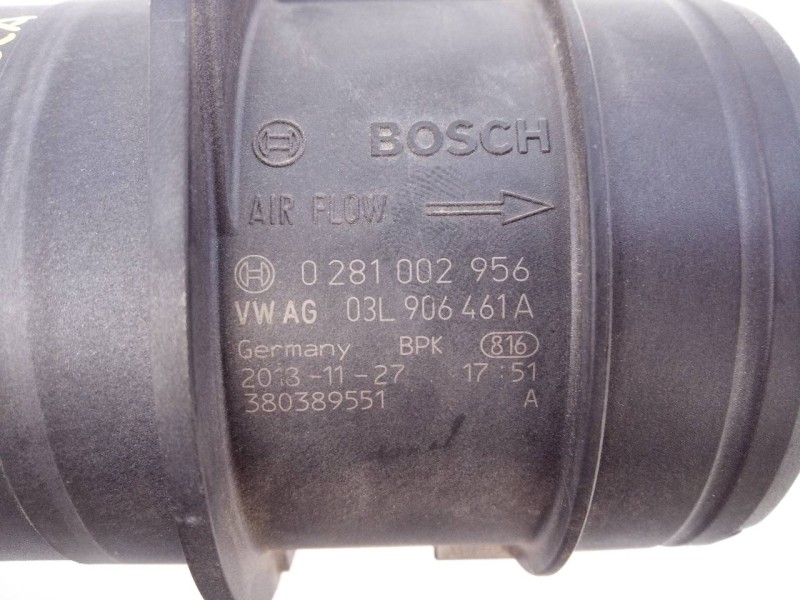 BOSCH
AIR FLOW
0 281 002 956
VW AG 03L 906 461 A
Germany BPK 816
2013-11-27 17:51
380389551 A